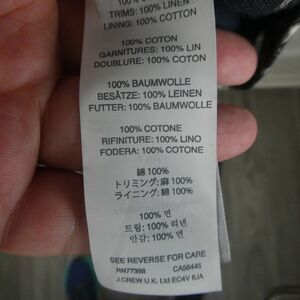 100% COTTON
TRIMS: 100% LINEN
LINING: 100% COTTON
100% COTON
GARNITURES: 100% LIN
DOUBLURE: 100% COTON
100% BAUMWOLLE
BESÄTZE: 100% LEINEN
FUTTER: 100% BAUMWOLLE
100% COTONE
RIFINITURE: 100% LINO
FODERA: 100% COTONE
綿 100%
トリミング: 麻 100%
ライニング: 綿 100%
100% 면
트림: 100% 리넨
안감: 100% 면
SEE REVERSE FOR CARE
RN77388 CA56445
J.CREW U.K. Ltd EC4V 6JA